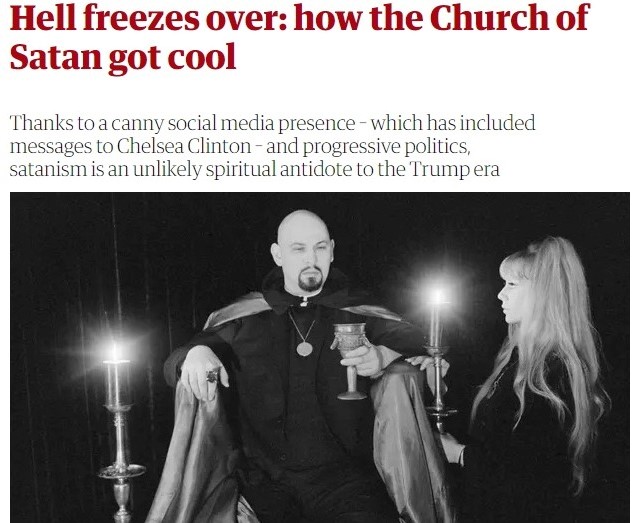 Hell freezes over: how the Church of
Satan got cool
Thanks to a canny social media presence – which has included
messages to Chelsea Clinton – and progressive politics,
satanism is an unlikely spiritual antidote to the Trump era